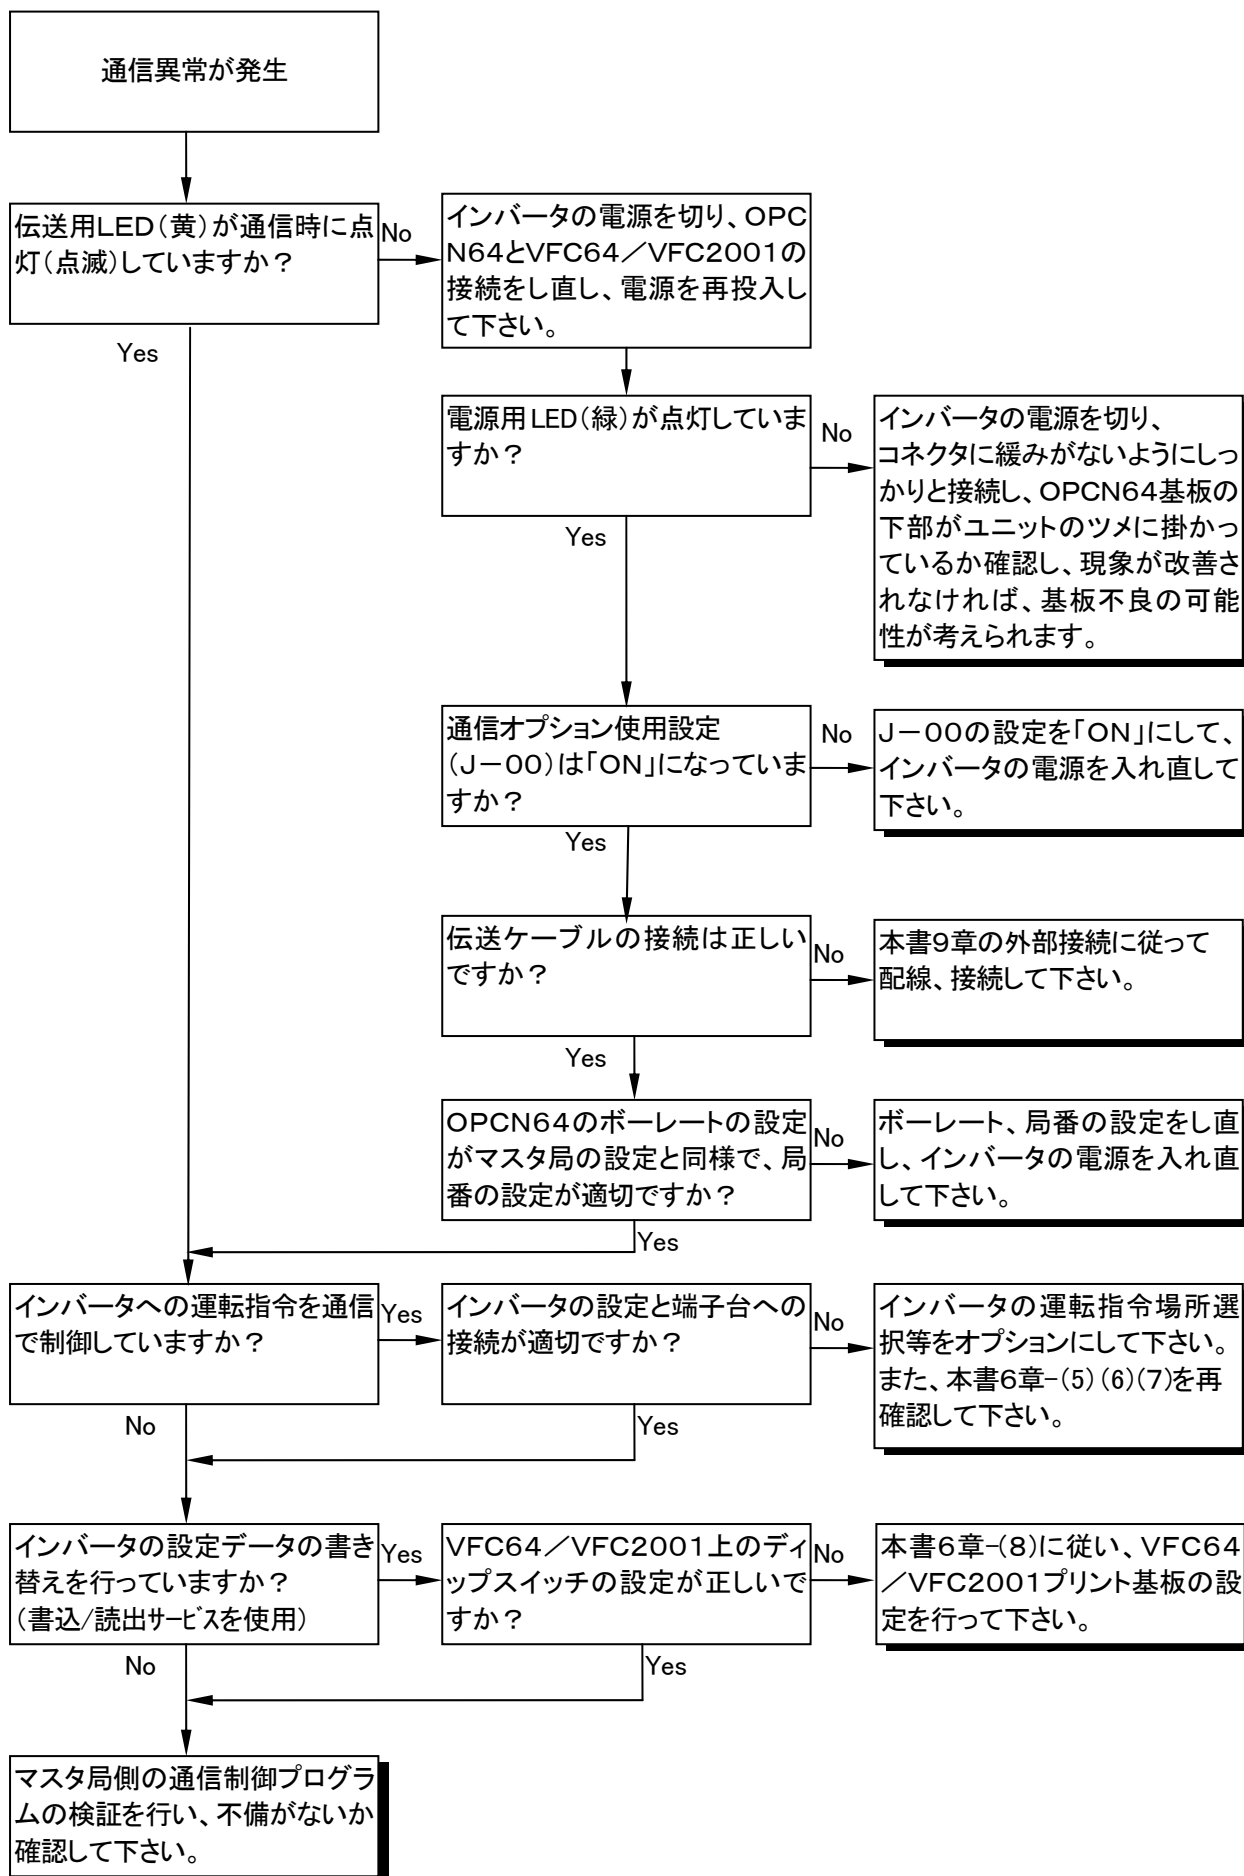 通信異常が発生
伝送用LED(黄)が通信時に点
灯(点滅)していますか?
No
インバータの電源を切り、OPC
N64とVFC64/VFC2001の
接続をし直し、電源を再投入し
て下さい。
Yes
電源用LED(緑)が点灯していま
すか?
No
インバータの電源を切り、
コネクタに緩みがないようにしっ
かりと接続し、OPCN64基板の
下部がユニットのツメに掛かっ
ているか確認し、現象が改善さ
れなければ、基板不良の可能
性が考えられます。
Yes
通信オプション使用設定
(J-00)は「ON」になっていま
すか?
No
J-00の設定を「ON」にして、
インバータの電源を入れ直して
下さい。
Yes
伝送ケーブルの接続は正しい
ですか?
No
本書9章の外部接続に従って
配線、接続して下さい。
Yes
OPCN64のボーレートの設定
がマスタ局の設定と同様で、局
番の設定が適切ですか?
No
ボーレート、局番の設定をし直
し、インバータの電源を入れ直
して下さい。
Yes
インバータへの運転指令を通信
で制御していますか?
Yes
インバータの設定と端子台への
接続が適切ですか?
No
インバータの運転指令場所選
択等をオプションにして下さい。
また、本書6章-(5)(6)(7)を再
確認して下さい。
No
Yes
インバータの設定データの書き
替えを行っていますか?
(書込/読出サービスを使用)
Yes
VFC64/VFC2001上のディ
ップスイッチの設定が正しいで
すか?
No
本書6章-(8)に従い、VFC64
/VFC2001プリント基板の設
定を行って下さい。
No
Yes
マスタ局側の通信制御プログラ
ムの検証を行い、不備がないか
確認して下さい。